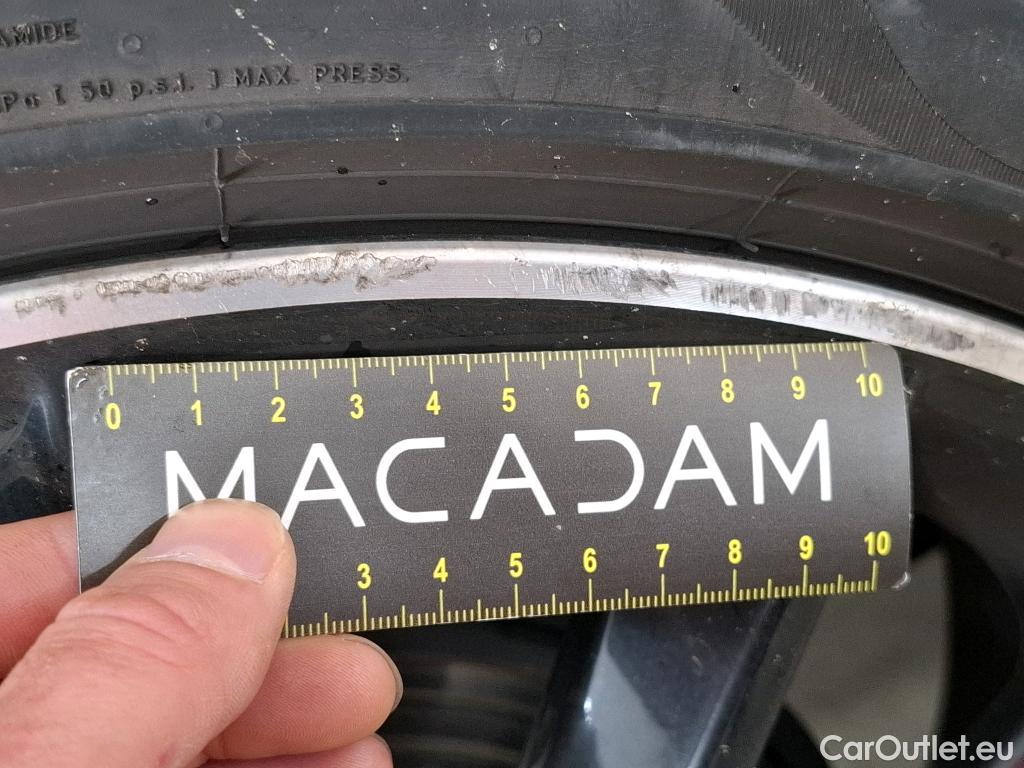 AMIDE
Pa [ 50 p.s.i. ] MAX. PRESS.
0 1 2 3 4 5 6 7 8 9 10
MACADAM
3 4 5 6 7 8 9 10
CarOutlet.eu